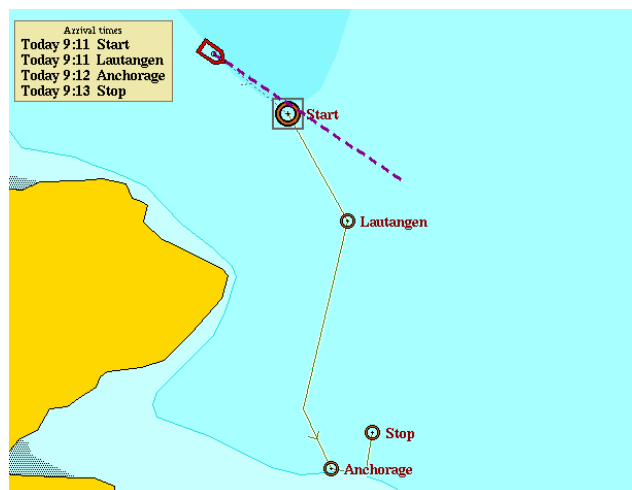 Arrival times
Today 9:11 Start
Today 9:11 Lautangen
Today 9:12 Anchorage
Today 9:13 Stop
Start
Lautangen
Stop
Anchorage